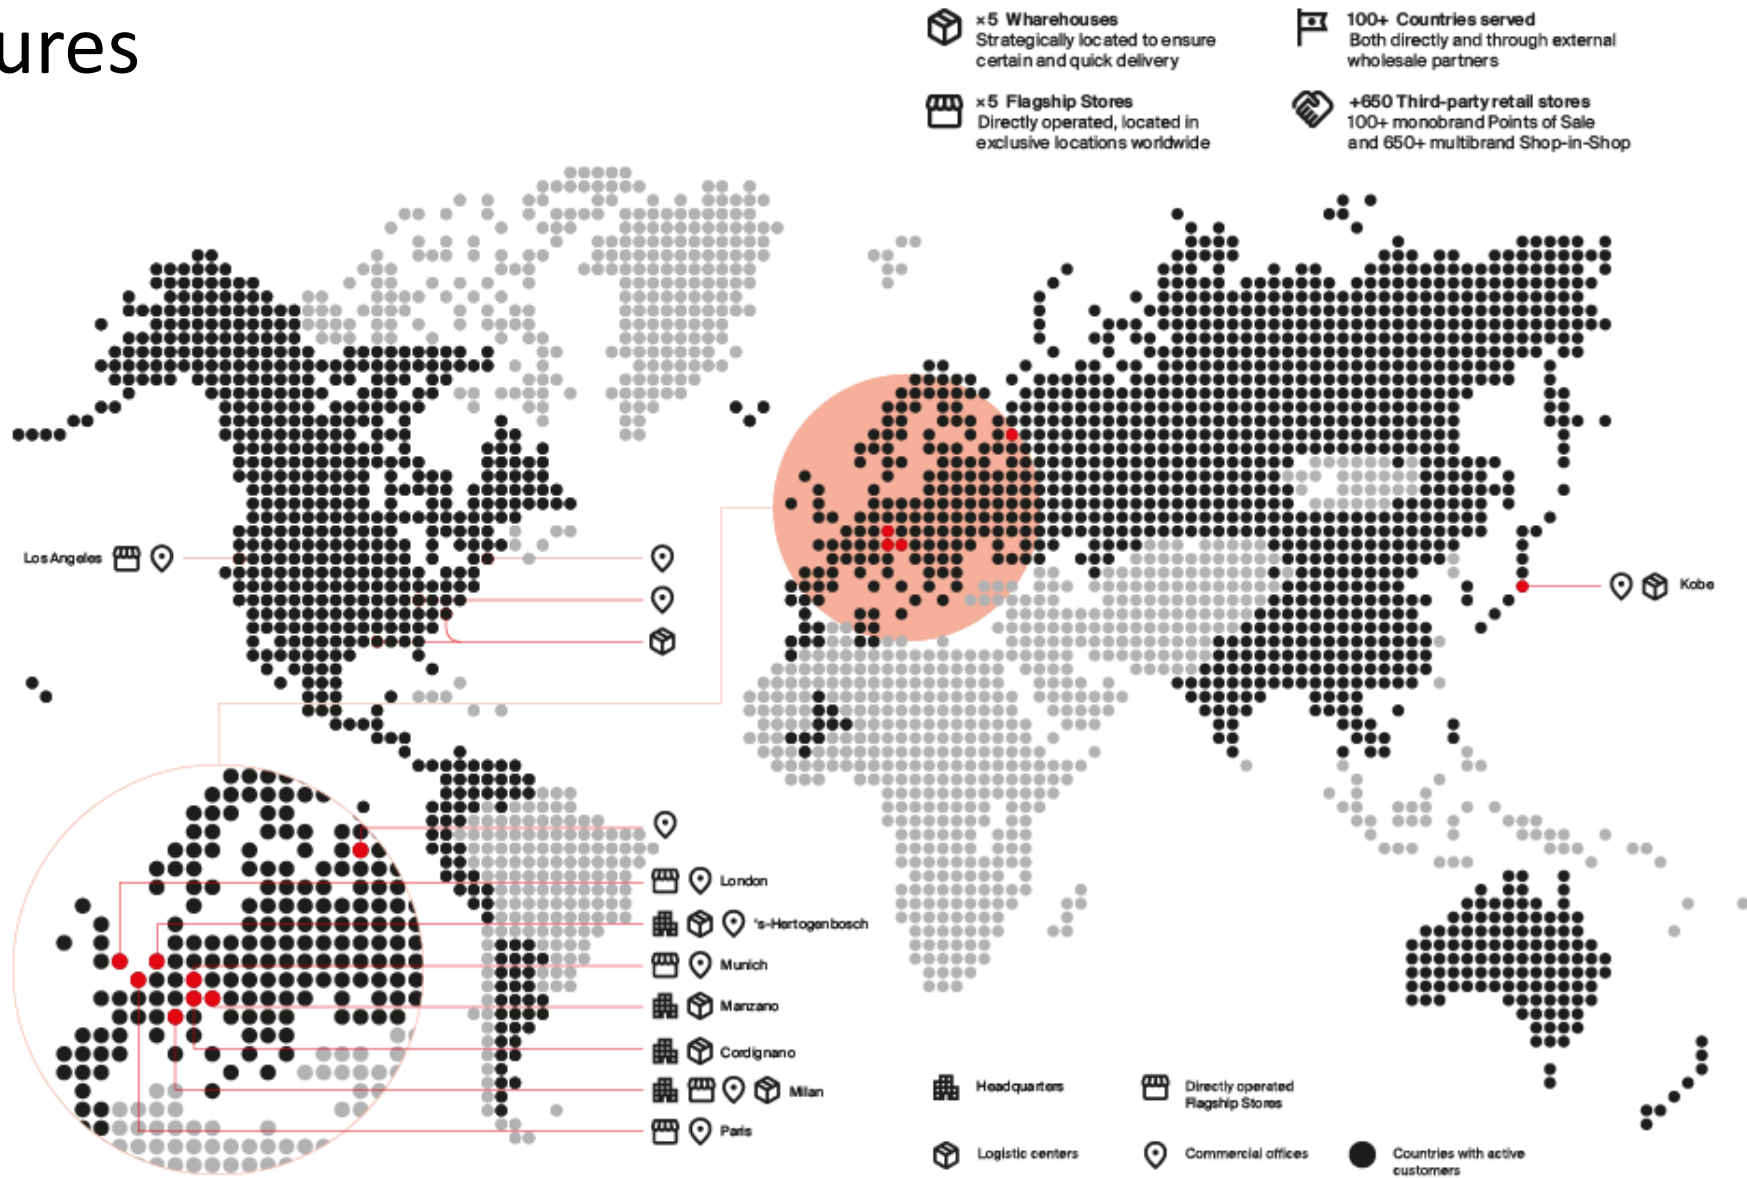 ures
×5 Wharehouses
Strategically located to ensure
certain and quick delivery
100+ Countries served
Both directly and through external
wholesale partners
×5 Flagship Stores
Directly operated, located in
exclusive locations worldwide
+650 Third-party retail stores
100+ monobrand Points of Sale
and 650+ multibrand Shop-in-Shop
Los Angeles
Kobe
London
's-Hertogenbosch
Munich
Manzano
Cordignano
Milan
Paris
Headquarters
Directly operated
Flagship Stores
Logistic centers
Commercial offices
Countries with active
customers